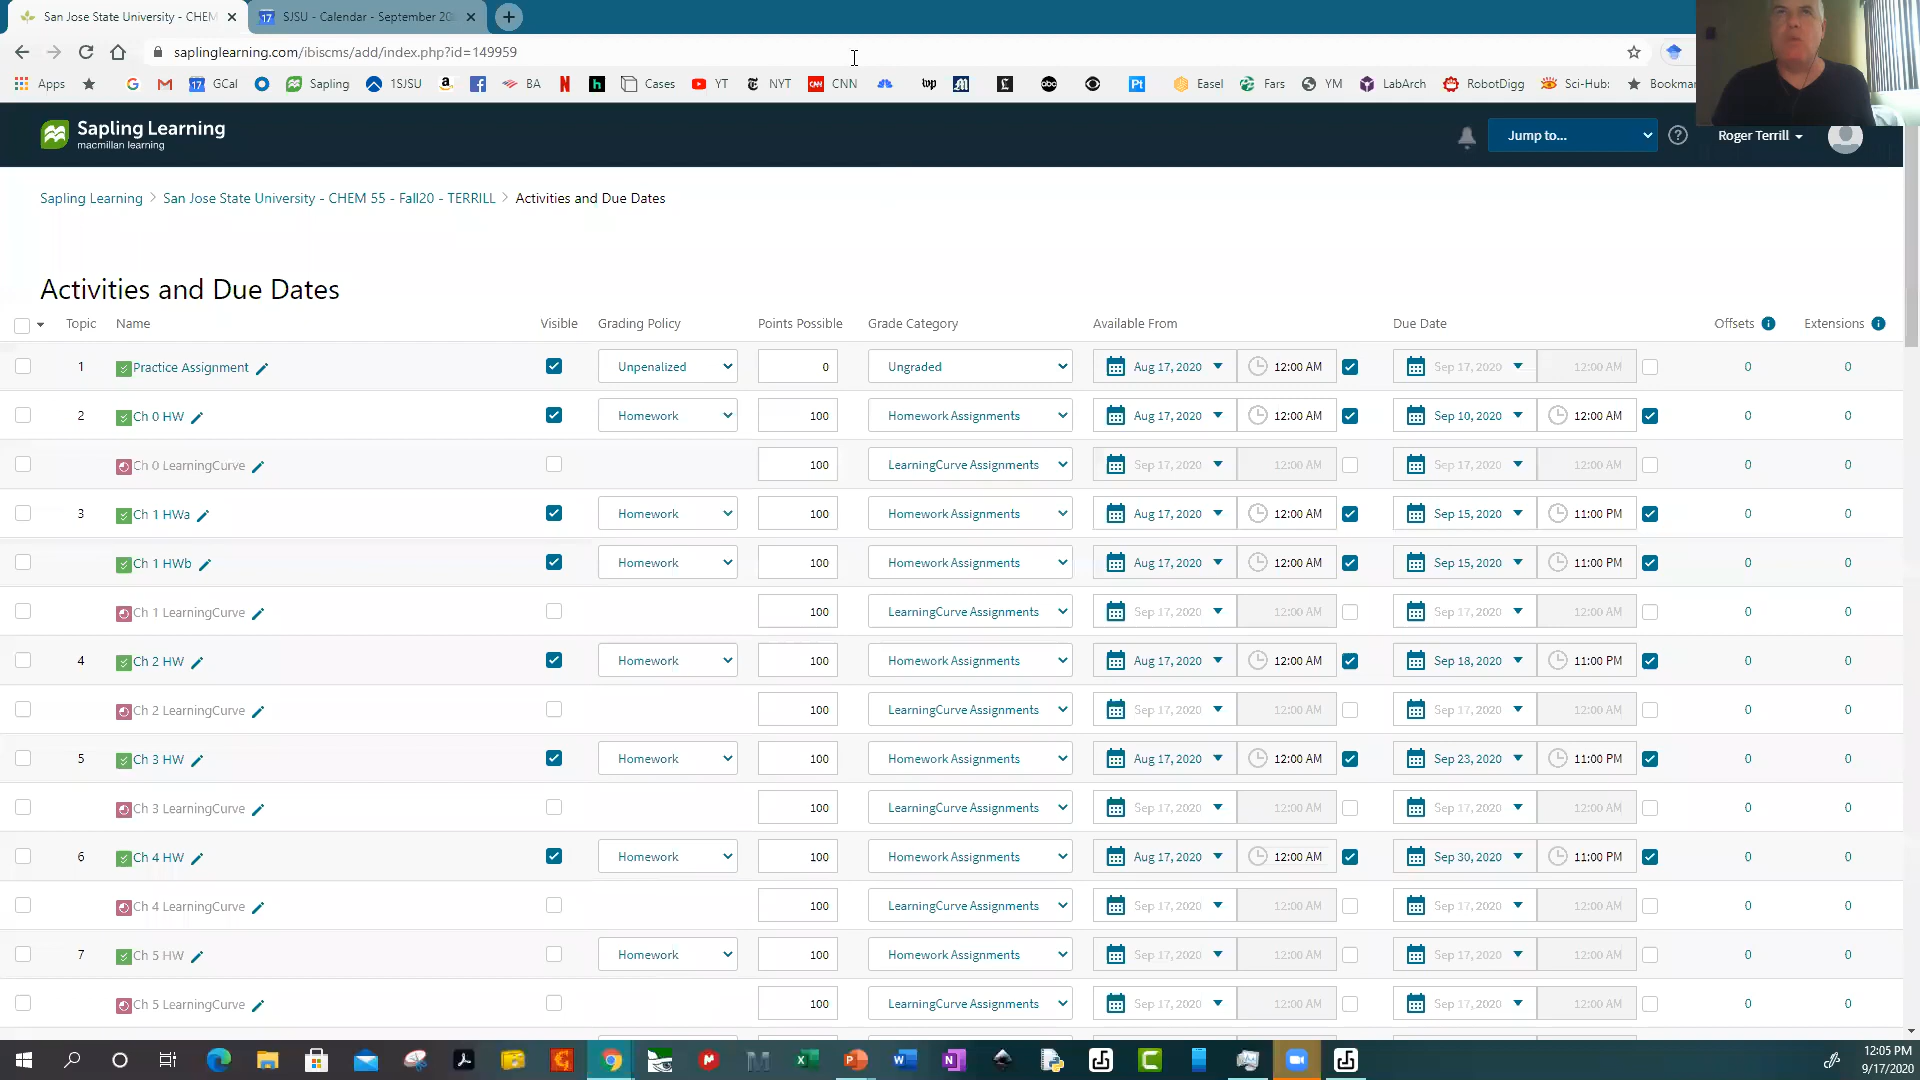 San Jose State University - CHEM
SJSU - Calendar - September 20
saplinglearning.com/ibiscms/add/index.php?id=149959
Apps GCal Sapling 1SJSU BA Cases YT NYT CNN wp Easel Fars YM LabArch RobotDigg Sci-Hub: Bookmar
Sapling Learning
macmillan learning
Jump to...
Roger Terrill
Sapling Learning > San Jose State University - CHEM 55 - Fall20 - TERRILL > Activities and Due Dates
Activities and Due Dates
Topic Name Visible Grading Policy Points Possible Grade Category Available From Due Date Offsets Extensions
1 Practice Assignment Unpenalized 0 Ungraded Aug 17, 2020 12:00 AM Sep 17, 2020 12:00 AM 0 0
2 Ch 0 HW Homework 100 Homework Assignments Aug 17, 2020 12:00 AM Sep 10, 2020 12:00 AM 0 0
Ch 0 LearningCurve 100 LearningCurve Assignments Sep 17, 2020 12:00 AM Sep 17, 2020 12:00 AM 0 0
3 Ch 1 HWa Homework 100 Homework Assignments Aug 17, 2020 12:00 AM Sep 15, 2020 11:00 PM 0 0
Ch 1 HWb Homework 100 Homework Assignments Aug 17, 2020 12:00 AM Sep 15, 2020 11:00 PM 0 0
Ch 1 LearningCurve 100 LearningCurve Assignments Sep 17, 2020 12:00 AM Sep 17, 2020 12:00 AM 0 0
4 Ch 2 HW Homework 100 Homework Assignments Aug 17, 2020 12:00 AM Sep 18, 2020 11:00 PM 0 0
Ch 2 LearningCurve 100 LearningCurve Assignments Sep 17, 2020 12:00 AM Sep 17, 2020 12:00 AM 0 0
5 Ch 3 HW Homework 100 Homework Assignments Aug 17, 2020 12:00 AM Sep 23, 2020 11:00 PM 0 0
Ch 3 LearningCurve 100 LearningCurve Assignments Sep 17, 2020 12:00 AM Sep 17, 2020 12:00 AM 0 0
6 Ch 4 HW Homework 100 Homework Assignments Aug 17, 2020 12:00 AM Sep 30, 2020 11:00 PM 0 0
Ch 4 LearningCurve 100 LearningCurve Assignments Sep 17, 2020 12:00 AM Sep 17, 2020 12:00 AM 0 0
7 Ch 5 HW Homework 100 Homework Assignments Sep 17, 2020 12:00 AM Sep 17, 2020 12:00 AM 0 0
Ch 5 LearningCurve 100 LearningCurve Assignments Sep 17, 2020 12:00 AM Sep 17, 2020 12:00 AM 0 0
12:05 PM
9/17/2020